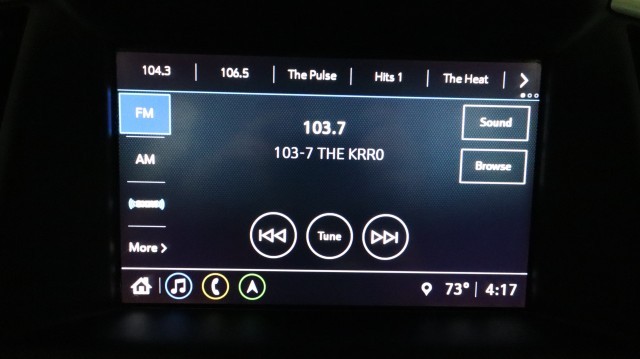 104.3 106.5 The Pulse Hits 1 The Heat
FM
103.7
Sound
103-7 THE KRR0
AM
Browse
Tune
More
73° 4:17